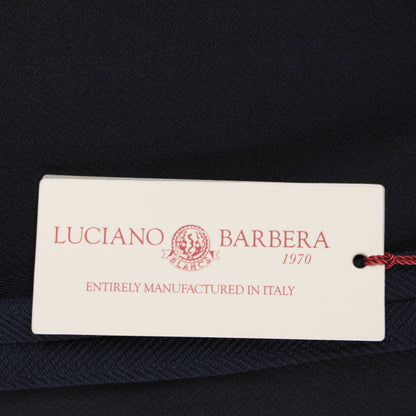 LUCIANO BARBERA
1970
ENTIRELY MANUFACTURED IN ITALY